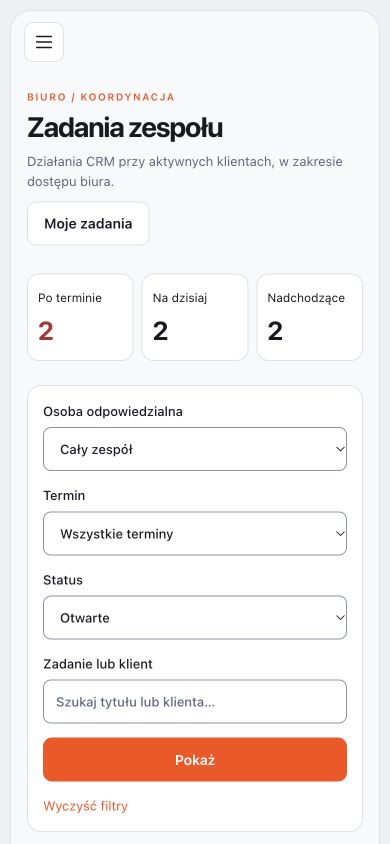 BIURO / KOORDYNACJA
Zadania zespołu
Działania CRM przy aktywnych klientach, w zakresie
dostępu biura.
Moje zadania
Po terminie
2
Na dzisiaj
2
Nadchodzące
2
Osoba odpowiedzialna
Cały zespół
Termin
Wszystkie terminy
Status
Otwarte
Zadanie lub klient
Szukaj tytułu lub klienta...
Pokaż
Wyczyść filtry